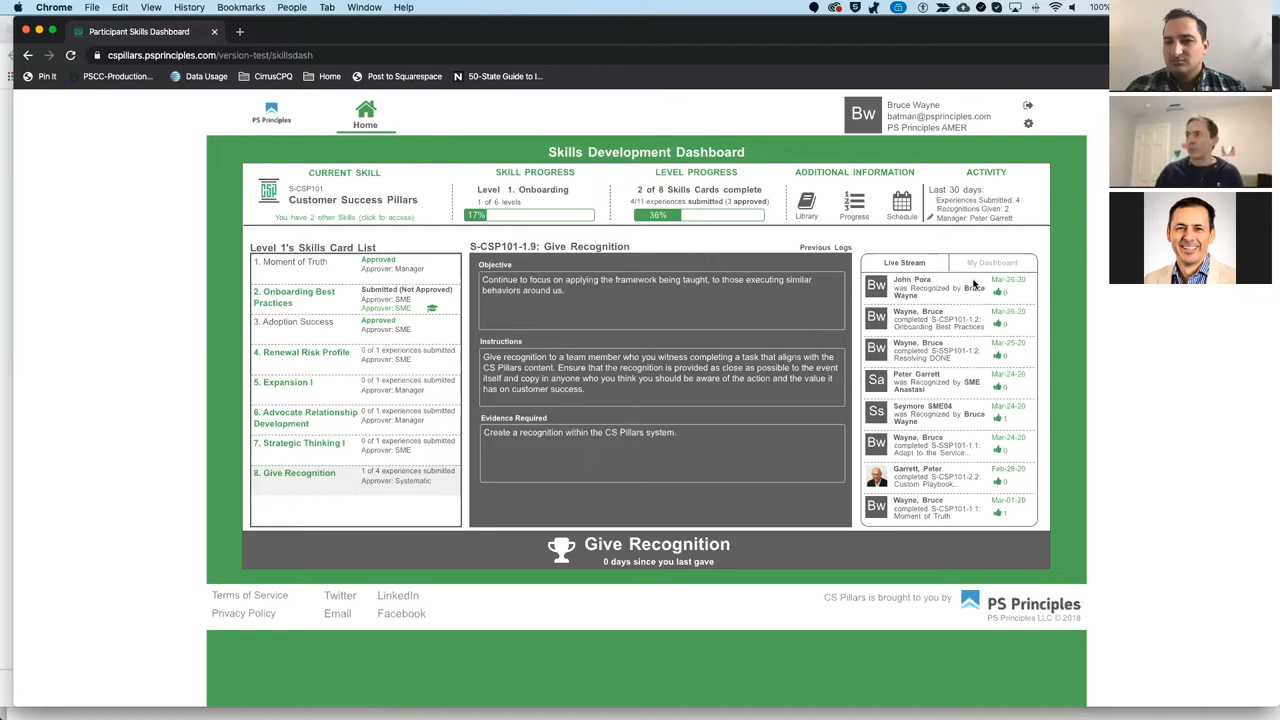 Chrome File Edit View History Bookmarks People Tab Window Help
100%
Participant Skills Dashboard
cspillars.psprinciples.com/version-test/skillsdash
Pin It PSCC-Production... Data Usage CirrusCPQ Home Post to Squarespace 50-State Guide to I...
PS Principles
Home
Bw
Bruce Wayne
batman@psprinciples.com
PS Principles AMER
Skills Development Dashboard
CURRENT SKILL
CSP
S-CSP101
Customer Success Pillars
You have 2 other Skills (click to access)
SKILL PROGRESS
Level 1. Onboarding
1 of 6 levels
17%
LEVEL PROGRESS
2 of 8 Skills Cards complete
4/11 experiences submitted (3 approved)
36%
ADDITIONAL INFORMATION
Library Progress Schedule
ACTIVITY
Last 30 days:
Experiences Submitted: 4
Recognitions Given: 2
Manager: Peter Garrett
Level 1's Skills Card List
1. Moment of Truth
Approved
Approver: Manager
2. Onboarding Best
Practices
Submitted (Not Approved)
Approver: SME
Approver: SME
3. Adoption Success
Approved
Approver: SME
4. Renewal Risk Profile
0 of 1 experiences submitted
Approver: SME
5. Expansion I
0 of 1 experiences submitted
Approver: Manager
6. Advocate Relationship
Development
0 of 1 experiences submitted
Approver: Manager
7. Strategic Thinking I
0 of 1 experiences submitted
Approver: SME
8. Give Recognition
1 of 4 experiences submitted
Approver: Systematic
S-CSP101-1.9: Give Recognition
Previous Logs
Objective
Continue to focus on applying the framework being taught, to those executing similar
behaviors around us.
Instructions
Give recognition to a team member who you witness completing a task that aligns with the
CS Pillars content. Ensure that the recognition is provided as close as possible to the event
itself and copy in anyone who you think you should be aware of the action and the value it
has on customer success.
Evidence Required
Create a recognition within the CS Pillars system.
Live Stream My Dashboard
Bw
John Pora
was Recognized by Bruce
Wayne
Mar-26-20
0
Bw
Wayne, Bruce
completed S-CSP101-1.2:
Onboarding Best Practices
Mar-26-20
0
Bw
Wayne, Bruce
completed S-SSP101-1.2:
Resolving DONE
Mar-25-20
0
Sa
Peter Garrett
was Recognized by SME
Anastasi
Mar-24-20
0
Ss
Seymore SME04
was Recognized by Bruce
Wayne
Mar-24-20
1
Bw
Wayne, Bruce
completed S-SSP101-1.1:
Adapt to the Service...
Mar-24-20
0
Garrett, Peter
completed S-CSP101-2.2:
Custom Playbook...
Feb-28-20
0
Bw
Wayne, Bruce
completed S-CSP101-1.1:
Moment of Truth
Mar-01-20
1
Give Recognition
0 days since you last gave
Terms of Service Twitter LinkedIn
Privacy Policy Email Facebook
CS Pillars is brought to you by
PS Principles
PS Principles LLC © 2018